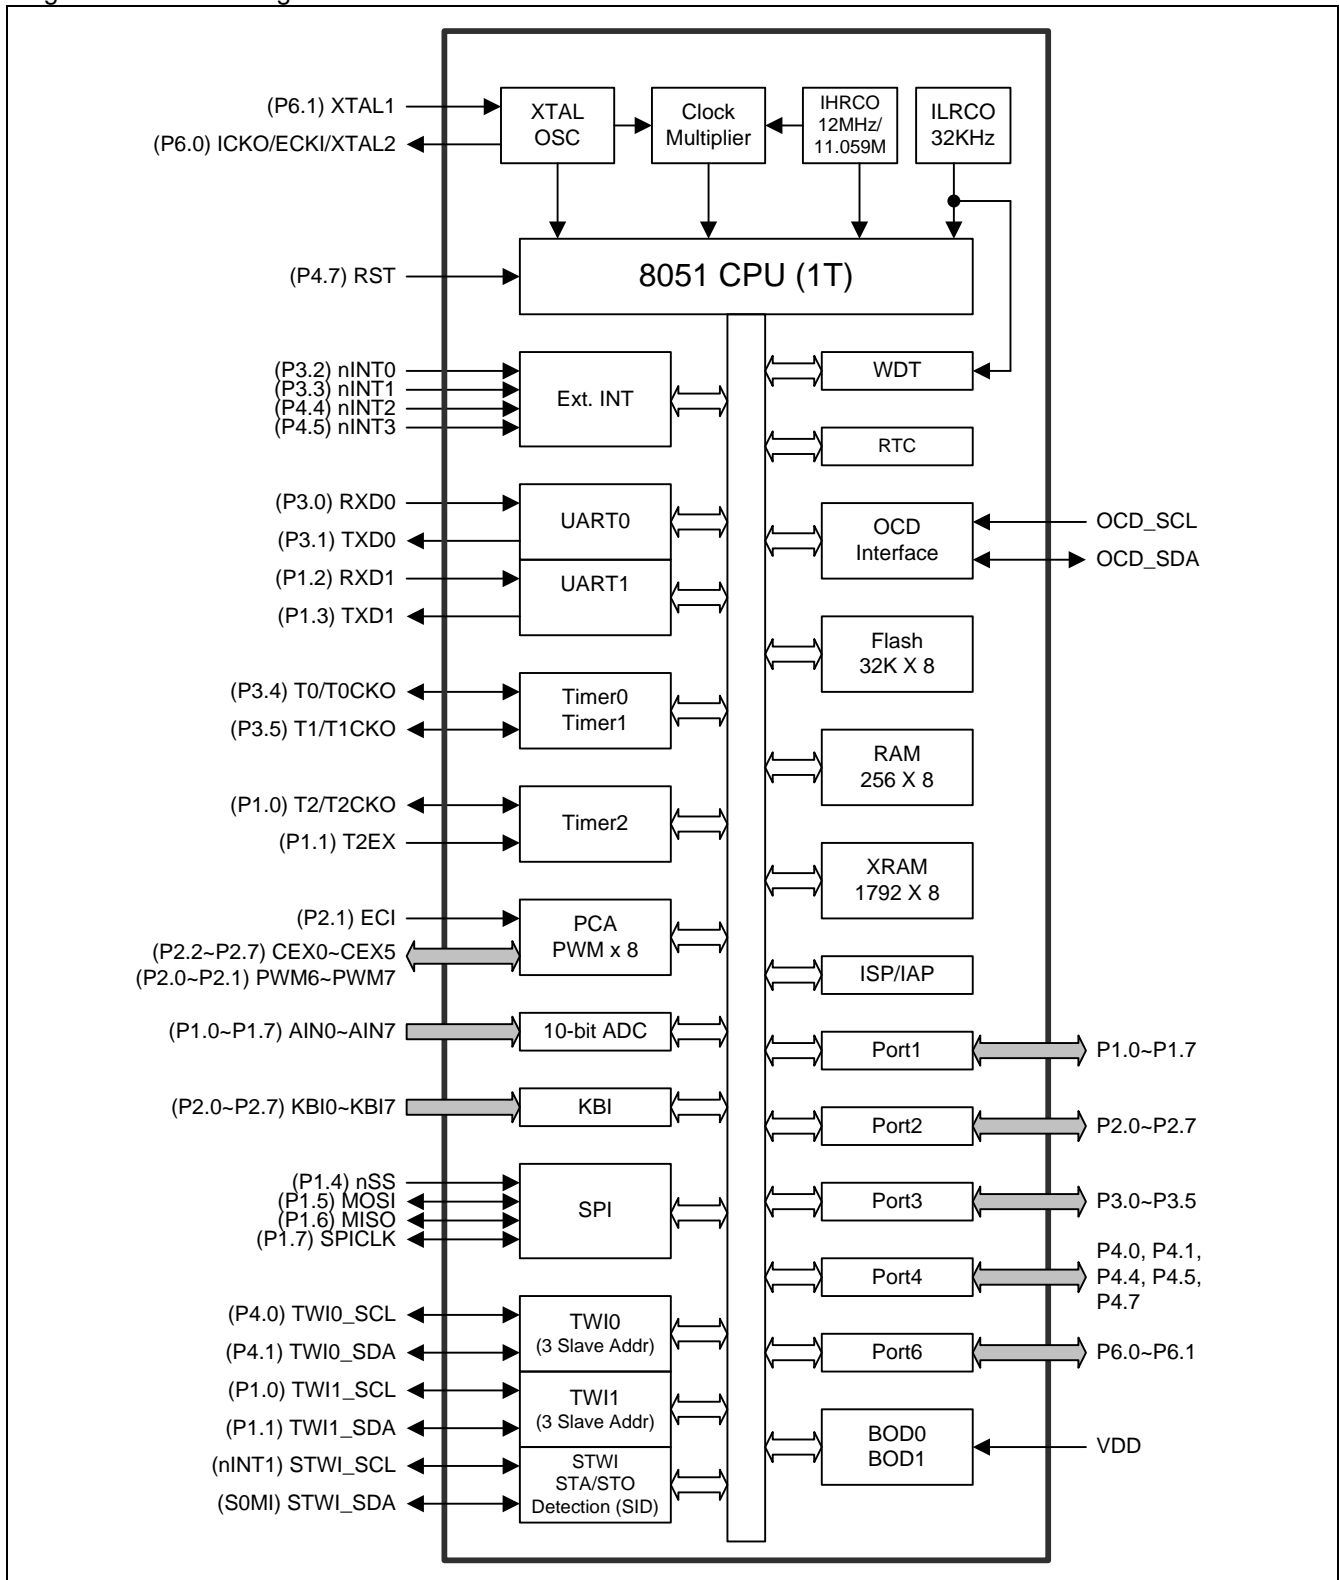 (P6.1) XTAL1
(P6.0) ICKO/ECKI/XTAL2
XTAL
OSC
Clock
Multiplier
IHRCO
12MHz/
11.059M
ILRCO
32KHz
(P4.7) RST
8051 CPU (1T)
(P3.2) nINT0
(P3.3) nINT1
(P4.4) nINT2
(P4.5) nINT3
Ext. INT
WDT
RTC
(P3.0) RXD0
(P3.1) TXD0
UART0
(P1.2) RXD1
(P1.3) TXD1
UART1
OCD
Interface
OCD_SCL
OCD_SDA
Flash
32K X 8
(P3.4) T0/T0CKO
(P3.5) T1/T1CKO
Timer0
Timer1
RAM
256 X 8
(P1.0) T2/T2CKO
(P1.1) T2EX
Timer2
XRAM
1792 X 8
(P2.1) ECI
(P2.2~P2.7) CEX0~CEX5
(P2.0~P2.1) PWM6~PWM7
PCA
PWM x 8
ISP/IAP
(P1.0~P1.7) AIN0~AIN7
10-bit ADC
Port1
P1.0~P1.7
(P2.0~P2.7) KBI0~KBI7
KBI
Port2
P2.0~P2.7
(P1.4) nSS
(P1.5) MOSI
(P1.6) MISO
(P1.7) SPICLK
SPI
Port3
P3.0~P3.5
Port4
P4.0, P4.1,
P4.4, P4.5,
P4.7
(P4.0) TWI0_SCL
(P4.1) TWI0_SDA
TWI0
(3 Slave Addr)
Port6
P6.0~P6.1
(P1.0) TWI1_SCL
(P1.1) TWI1_SDA
TWI1
(3 Slave Addr)
BOD0
BOD1
VDD
(nINT1) STWI_SCL
(S0MI) STWI_SDA
STWI
STA/STO
Detection (SID)